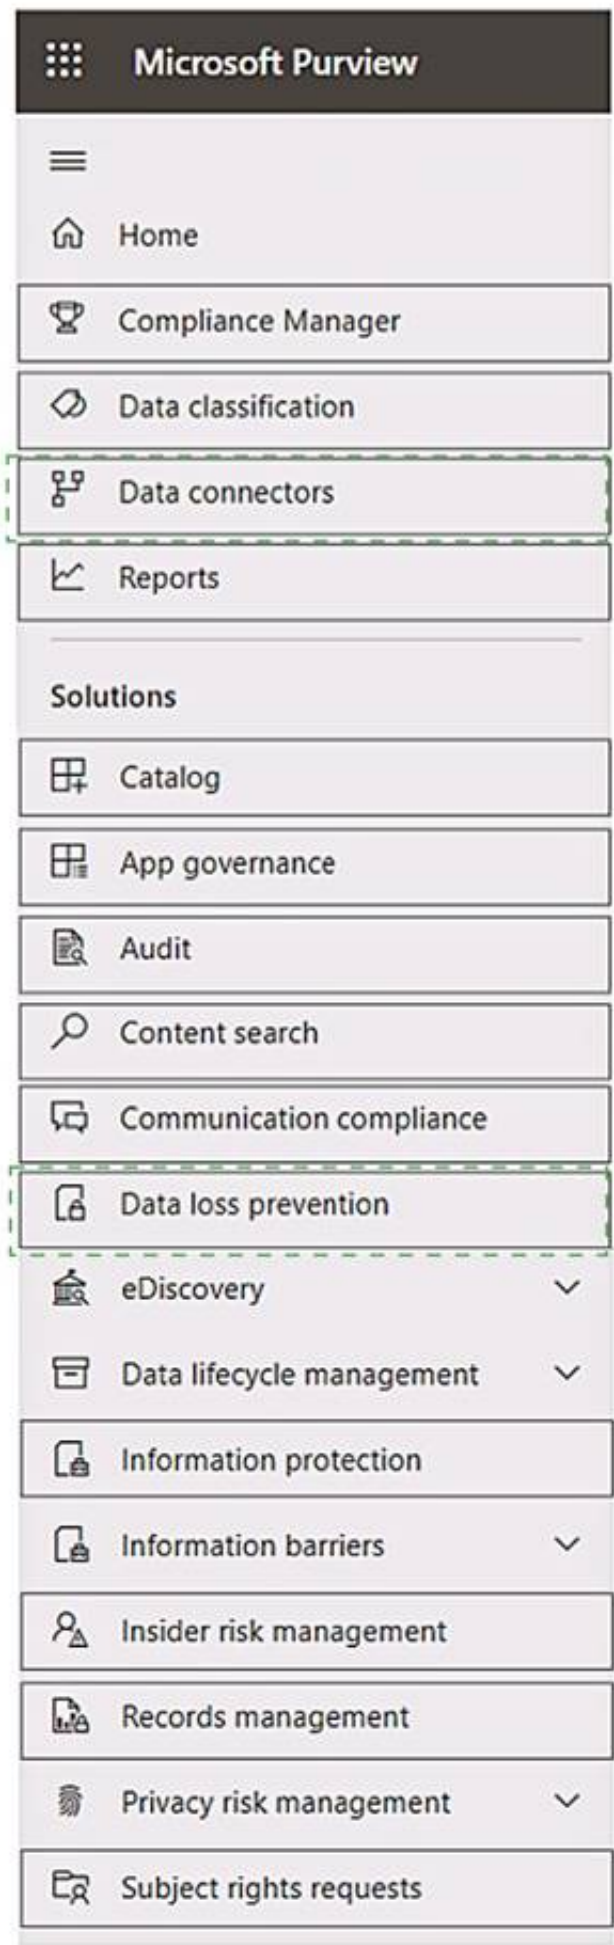 Microsoft Purview
Home
Compliance Manager
Data classification
Data connectors
Reports
Solutions
Catalog
App governance
Audit
Content search
Communication compliance
Data loss prevention
eDiscovery
Data lifecycle management
Information protection
Information barriers
Insider risk management
Records management
Privacy risk management
Subject rights requests